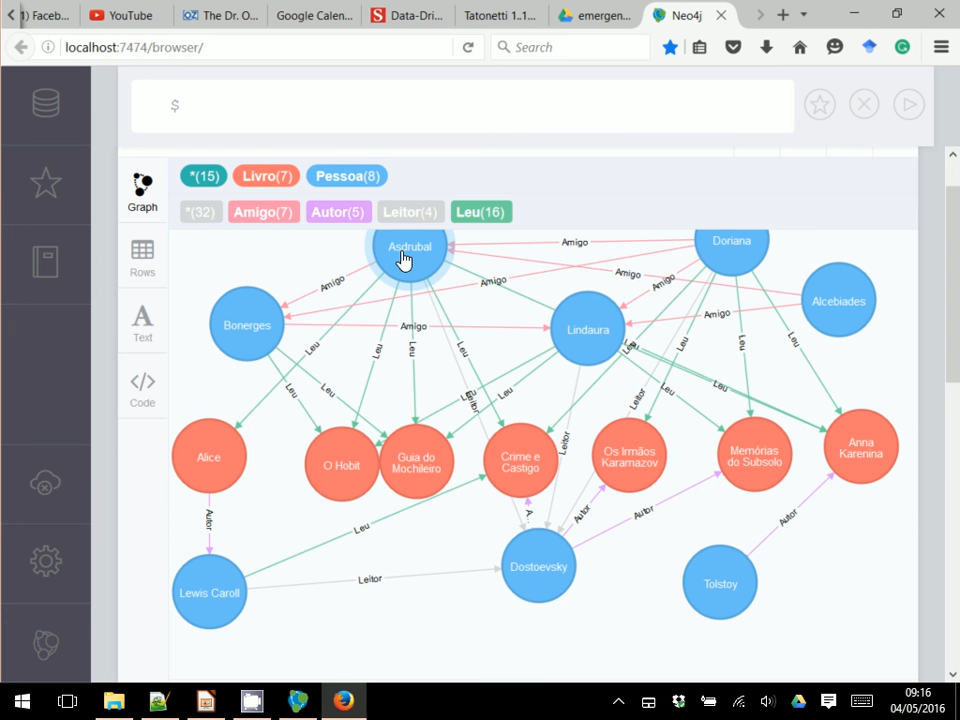 1) Faceb...
YouTube
The Dr. O...
Google Calen...
Data-Dri...
Tatonetti 1..1...
emergen...
Neo4j
localhost:7474/browser/
Search
$
*(15) Livro(7) Pessoa(8)
*(32) Amigo(7) Autor(5) Leitor(4) Leu(16)
Graph
Rows
Text
Code
Asdrubal
Doriana
Amigo
Amigo
Amigo
Amigo
Amigo
Alcebiades
Bonerges
Amigo
Lindaura
Amigo
Leu
Leu
Leu
Leu
Leu
Leu
Leu
Leu
Leu
Leu
Leu
Leu
Leu
Leu
Leitor
Leitor
Leitor
Alice
O Hobit
Guia do
Mochileiro
Crime e
Castigo
Os Irmãos
Karamazov
Memórias
do Subsolo
Anna
Karenina
Autor
Leu
A...
Autor
Autor
Autor
Lewis Caroll
Leitor
Dostoevsky
Tolstoy
09:16
04/05/2016